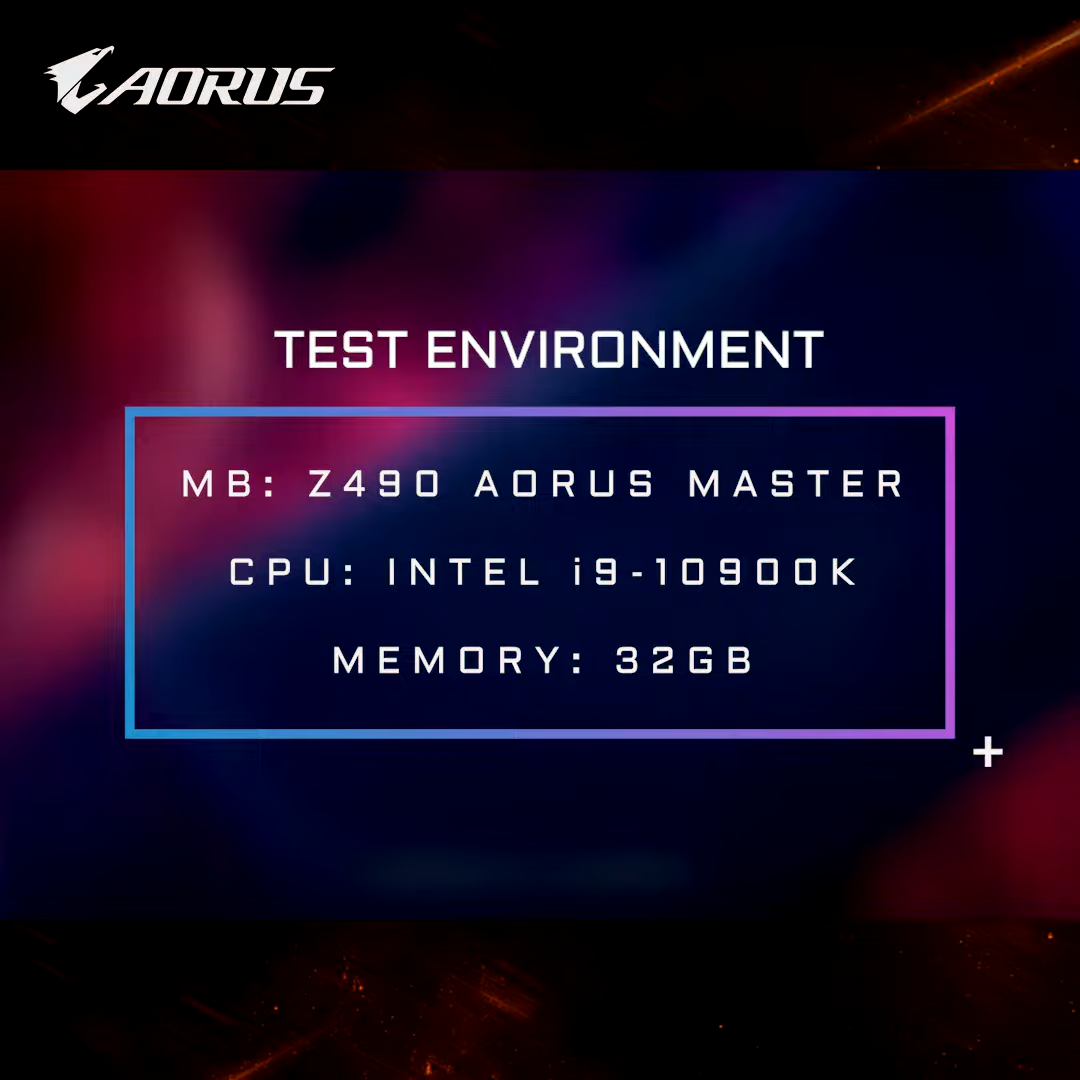 AORUS
TEST ENVIRONMENT
MB: Z490 AORUS MASTER
CPU: INTEL i9-10900K
MEMORY: 32GB
+